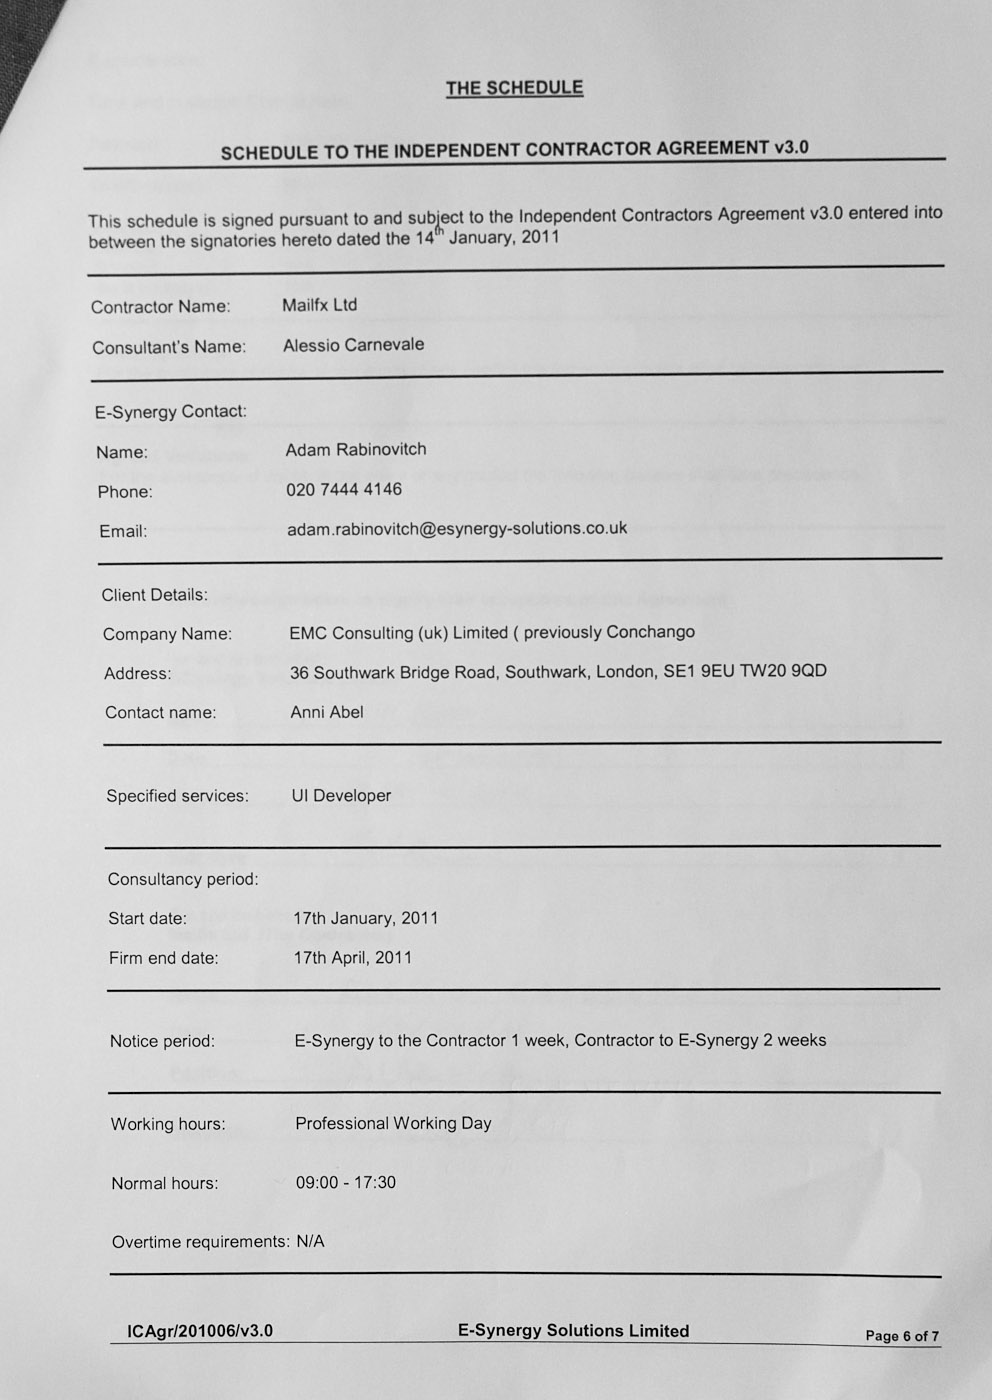 THE SCHEDULE
SCHEDULE TO THE INDEPENDENT CONTRACTOR AGREEMENT v3.0
This schedule is signed pursuant to and subject to the Independent Contractors Agreement v3.0 entered into
between the signatories hereto dated the 14th January, 2011
Contractor Name: Mailfx Ltd
Consultant's Name: Alessio Carnevale
E-Synergy Contact:
Name: Adam Rabinovitch
Phone: 020 7444 4146
Email: adam.rabinovitch@esynergy-solutions.co.uk
Client Details:
Company Name: EMC Consulting (uk) Limited ( previously Conchango
Address: 36 Southwark Bridge Road, Southwark, London, SE1 9EU TW20 9QD
Contact name: Anni Abel
Specified services: UI Developer
Consultancy period:
Start date: 17th January, 2011
Firm end date: 17th April, 2011
Notice period: E-Synergy to the Contractor 1 week, Contractor to E-Synergy 2 weeks
Working hours: Professional Working Day
Normal hours: 09:00 - 17:30
Overtime requirements: N/A
ICAgr/201006/v3.0 E-Synergy Solutions Limited Page 6 of 7